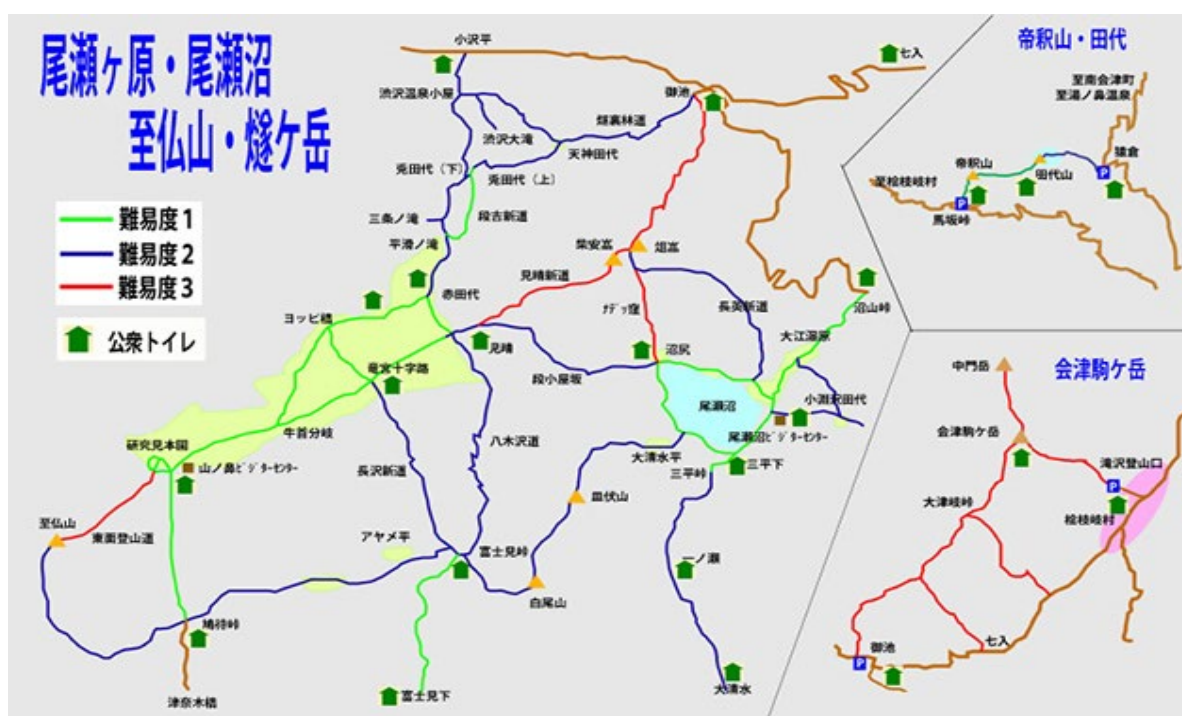 尾瀬ヶ原・尾瀬沼
至仏山・燧ケ岳
難易度1
難易度2
難易度3
公衆トイレ
小沢平
七入
渋沢温泉小屋
御池
燧裏林道
渋沢大滝
天神田代
兎田代（下）
兎田代（上）
三条ノ滝
段古新道
平滑ノ滝
柴安嵓
俎嵓
見晴新道
赤田代
長英新道
沼山峠
ヨッピ橋
ナデッ窪
大江湿原
見晴
沼尻
竜宮十字路
段小屋坂
小淵沢田代
尾瀬沼
牛首分岐
尾瀬沼ビジターセンター
研究見本園
八木沢道
大清水平
山ノ鼻ビジターセンター
長沢新道
三平峠
三平下
皿伏山
至仏山
東面登山道
アヤメ平
富士見峠
一ノ瀬
白尾山
鳩待峠
津奈木橋
富士見下
大清水
帝釈山・田代
至南会津町
至湯ノ鼻温泉
猿倉
帝釈山
田代山
至桧枝岐村
P
P
馬坂峠
会津駒ケ岳
中門岳
会津駒ケ岳
滝沢登山口
P
大津岐峠
桧枝岐村
七入
御池
P